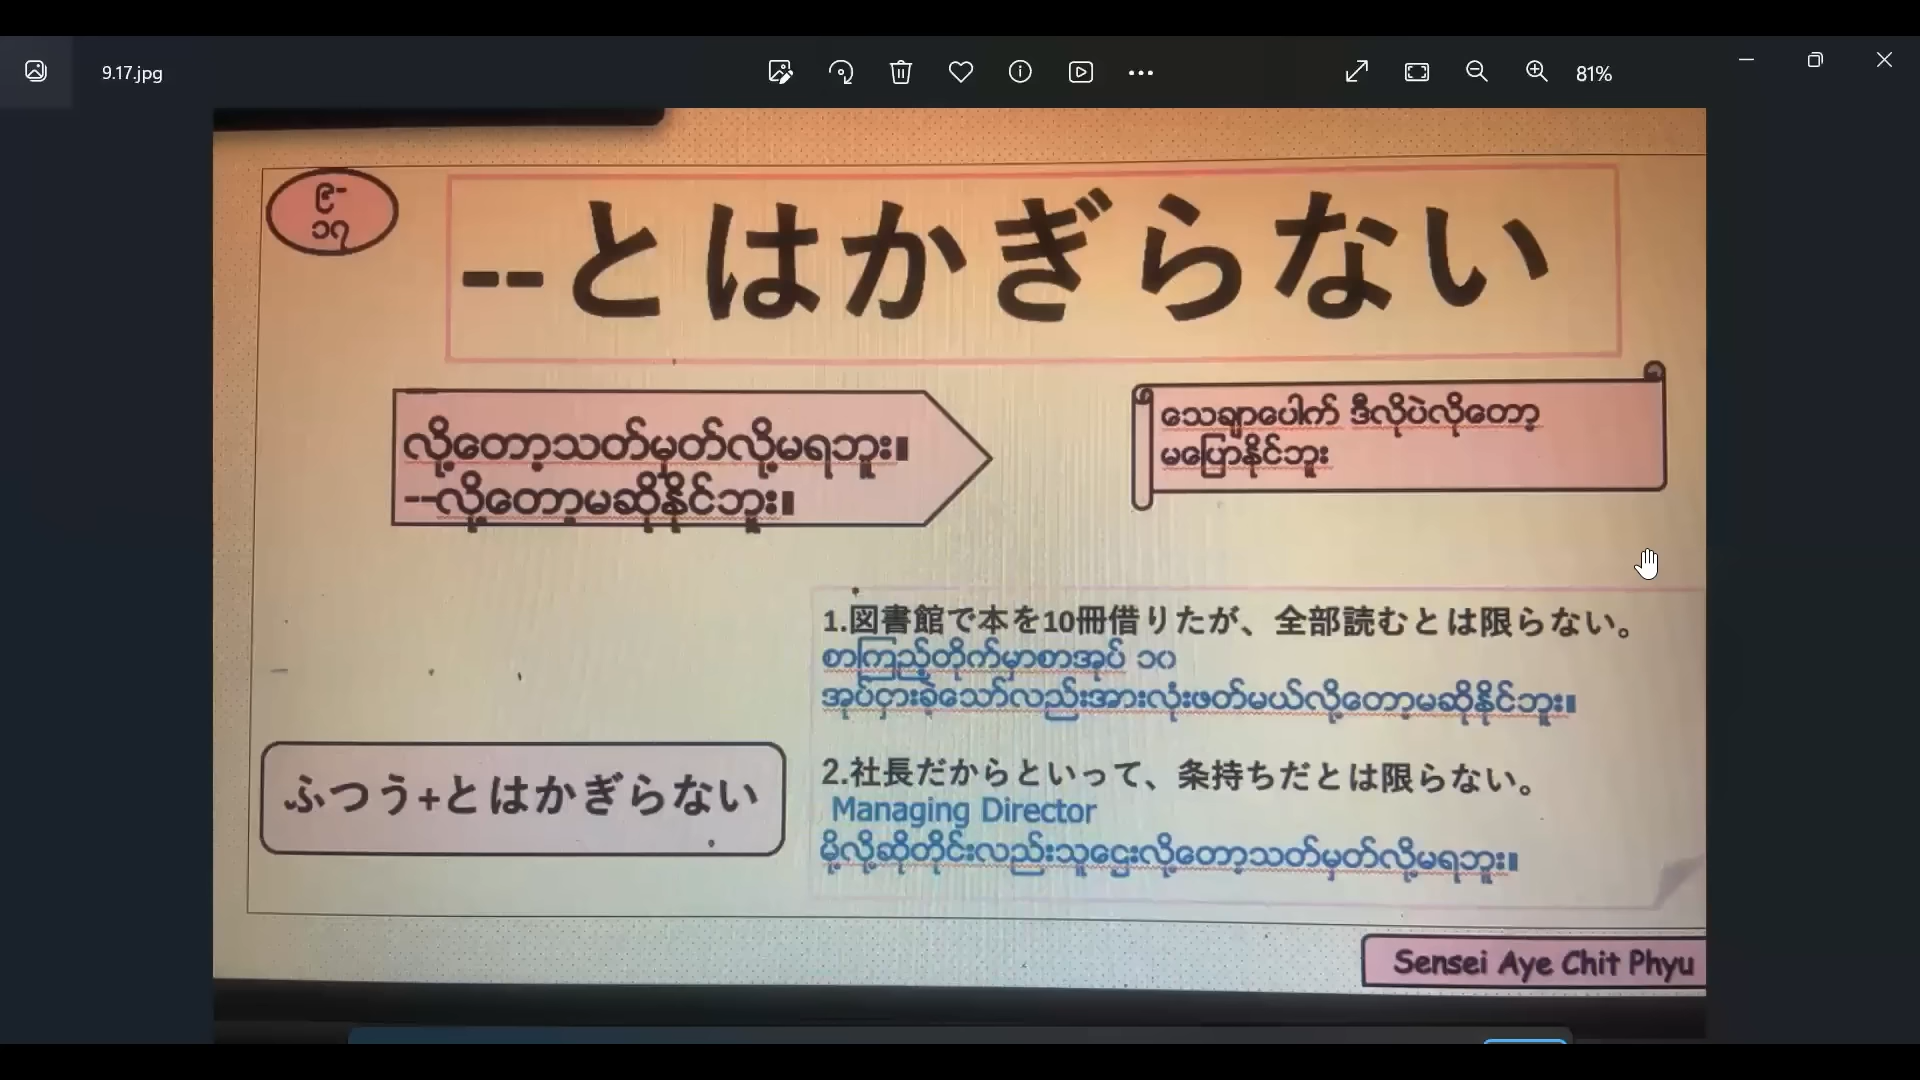 9.17.jpg
81%
၉-
၁၇
--とはかぎらない
လို့တော့သတ်မှတ်လို့မရဘူး။
--လို့တော့မဆိုနိုင်ဘူး။
သေချာပေါက် ဒီလိုပဲလို့တော့
မပြောနိုင်ဘူး
1.図書館で本を10冊借りたが、全部読むとは限らない。
စာကြည့်တိုက်မှာစာအုပ် ၁၀
အုပ်ငှားခဲ့သော်လည်းအားလုံးဖတ်မယ်လို့တော့မဆိုနိုင်ဘူး။
2.社長だからといって、条持ちだとは限らない。
Managing Director
မို့လို့ဆိုတိုင်းလည်းသူဌေးလို့တော့သတ်မှတ်လို့မရဘူး။
ふつう+とはかぎらない
Sensei Aye Chit Phyu